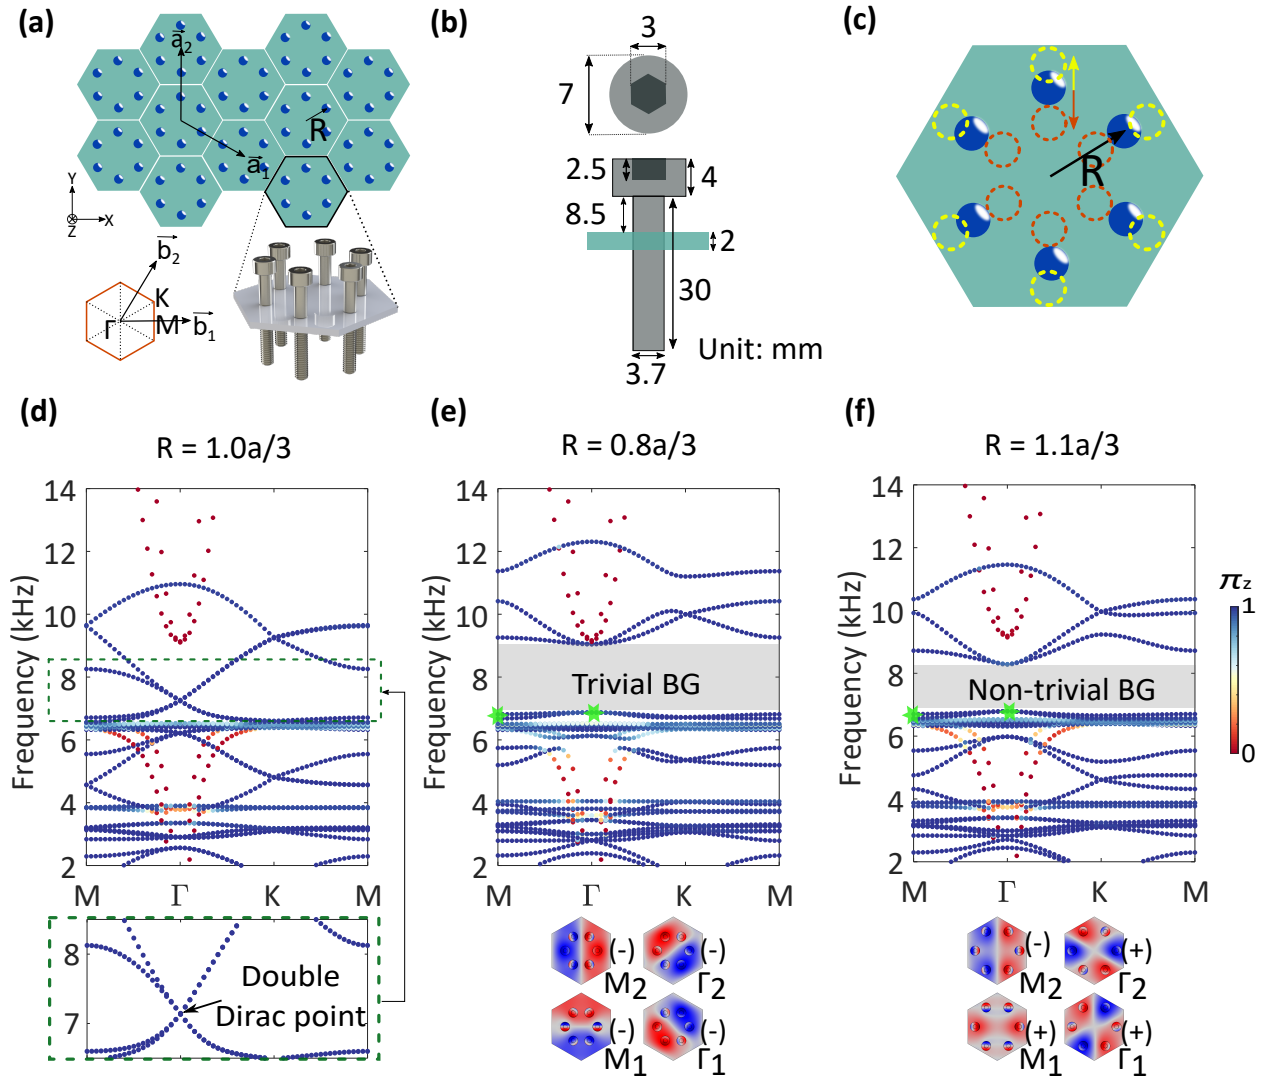 (a)
a₂
R
a₁
Y
X
Z
b₂
K
M
Γ
b₁
(b)
3
7
2.5
4
8.5
2
30
Unit: mm
3.7
(c)
R
(d)
R = 1.0a/3
Frequency (kHz)
14
12
10
8
6
4
2
M Γ K M
8
7
Double
Dirac point
(e)
R = 0.8a/3
Frequency (kHz)
14
12
10
8
6
4
2
Trivial BG
M Γ K M
(-) (-)
M₂ Γ₂
(-) (-)
M₁ Γ₁
(f)
R = 1.1a/3
Frequency (kHz)
14
12
10
8
6
4
2
Non-trivial BG
M Γ K M
πz
1
0
(-) (+)
M₂ Γ₂
(+) (+)
M₁ Γ₁